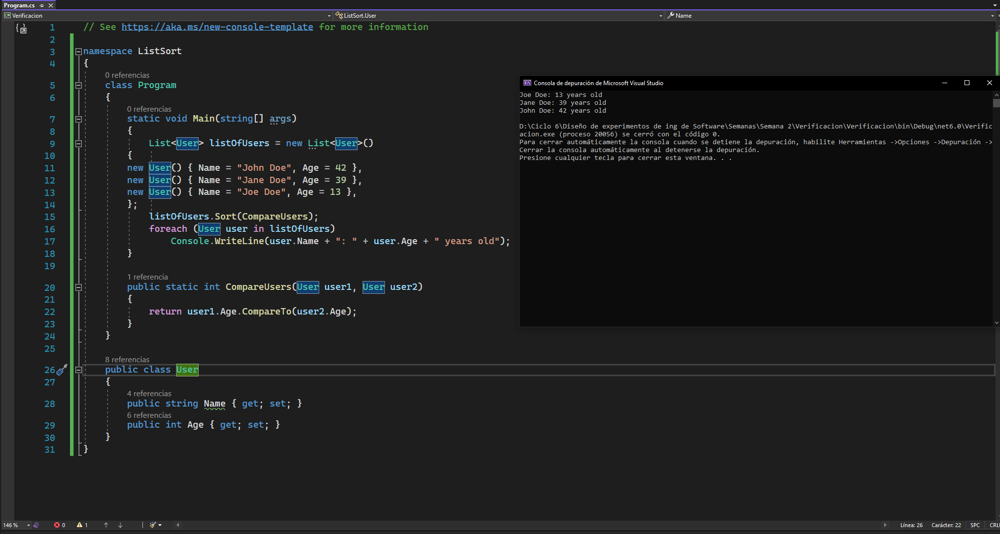 Program.cs
Verificacion
ListSort.User
Name
1 // See https://aka.ms/new-console-template for more information
2
3 namespace ListSort
4 {
0 referencias
5 class Program
6 {
0 referencias
7 static void Main(string[] args)
8 {
9 List<User> listOfUsers = new List<User>()
10 {
11 new User() { Name = "John Doe", Age = 42 },
12 new User() { Name = "Jane Doe", Age = 39 },
13 new User() { Name = "Joe Doe", Age = 13 },
14 };
15 listOfUsers.Sort(CompareUsers);
16 foreach (User user in listOfUsers)
17 Console.WriteLine(user.Name + ": " + user.Age + " years old");
18 }
19
1 referencia
20 public static int CompareUsers(User user1, User user2)
21 {
22 return user1.Age.CompareTo(user2.Age);
23 }
24 }
25
8 referencias
26 public class User
27 {
4 referencias
28 public string Name { get; set; }
6 referencias
29 public int Age { get; set; }
30 }
31 }
Consola de depuración de Microsoft Visual Studio
Joe Doe: 13 years old
Jane Doe: 39 years old
John Doe: 42 years old
D:\Ciclo 6\Diseño de experimentos de ing de Software\Semanas\Semana 2\Verificacion\Verificacion\bin\Debug\net6.0\Verific
acion.exe (proceso 20056) se cerró con el código 0.
Para cerrar automáticamente la consola cuando se detiene la depuración, habilite Herramientas ->Opciones ->Depuración ->
Cerrar la consola automáticamente al detenerse la depuración.
Presione cualquier tecla para cerrar esta ventana. . .
146 %
0
1
Línea: 26
Carácter: 22
SPC